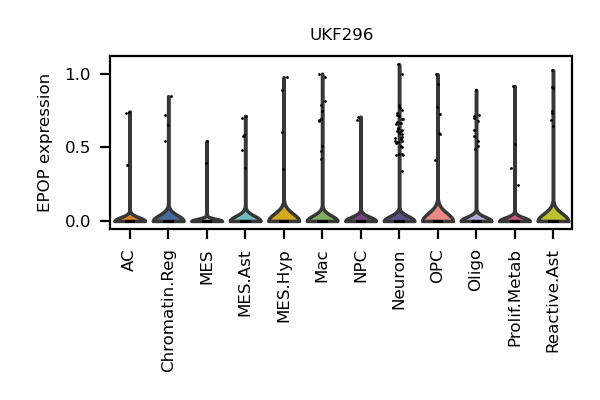 UKF296
EPOP expression
1.0
0.5
0.0
AC
Chromatin.Reg
MES
MES.Ast
MES.Hyp
Mac
NPC
Neuron
OPC
Oligo
Prolif.Metab
Reactive.Ast